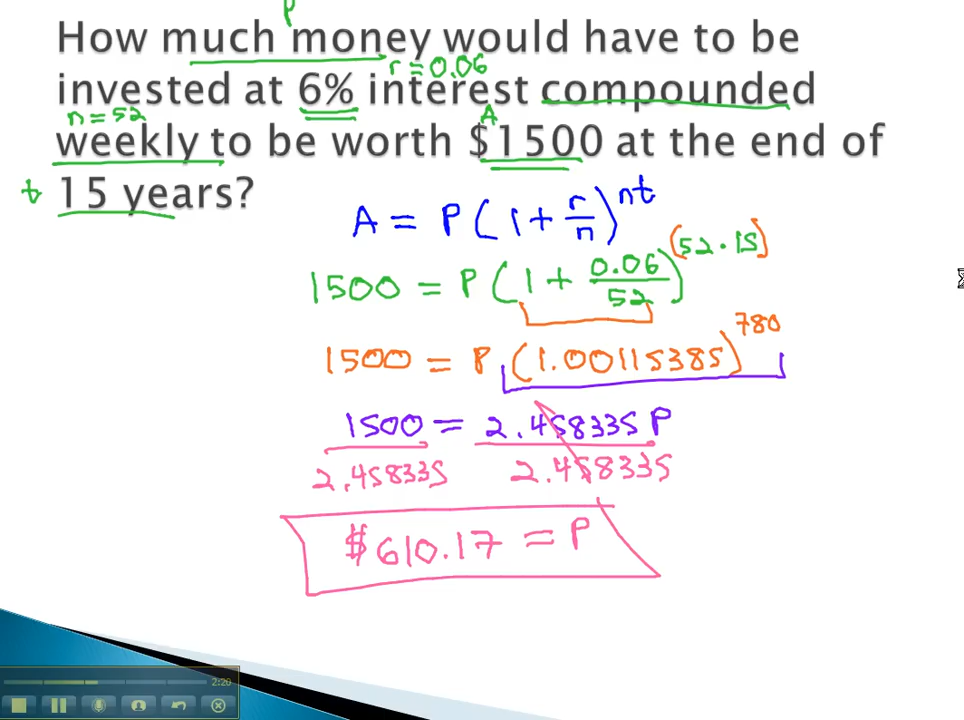 P
How much money would have to be
r = 0.06
invested at 6% interest compounded
n = 52 A
weekly to be worth $1500 at the end of
t 15 years?
A = P(1 + r/n)^nt
1500 = P(1 + 0.06/52)^(52·15)
1500 = P(1.00115385)^780
1500 = 2.458335 P
2.458335 2.458335
$610.17 = P
2:20